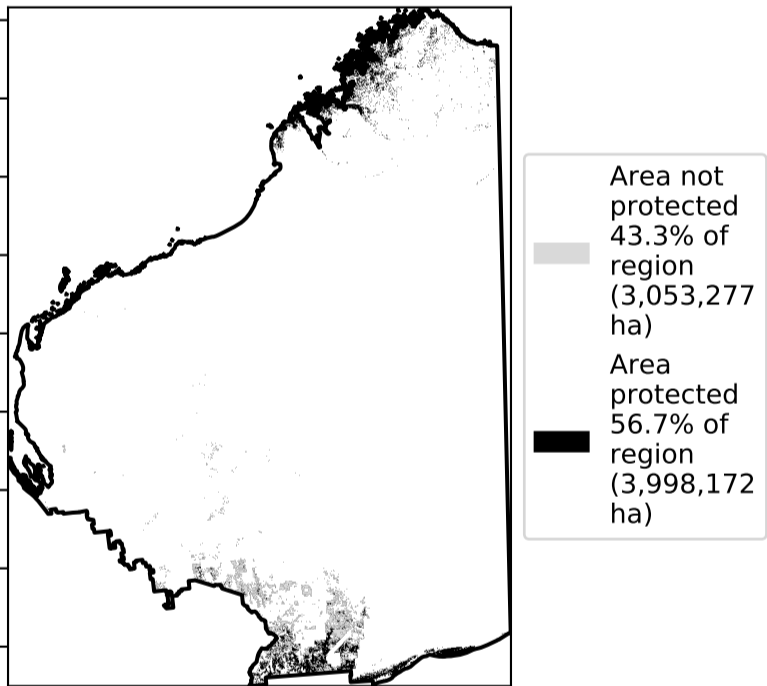 Area not
protected
43.3% of
region
(3,053,277
ha)
Area
protected
56.7% of
region
(3,998,172
ha)